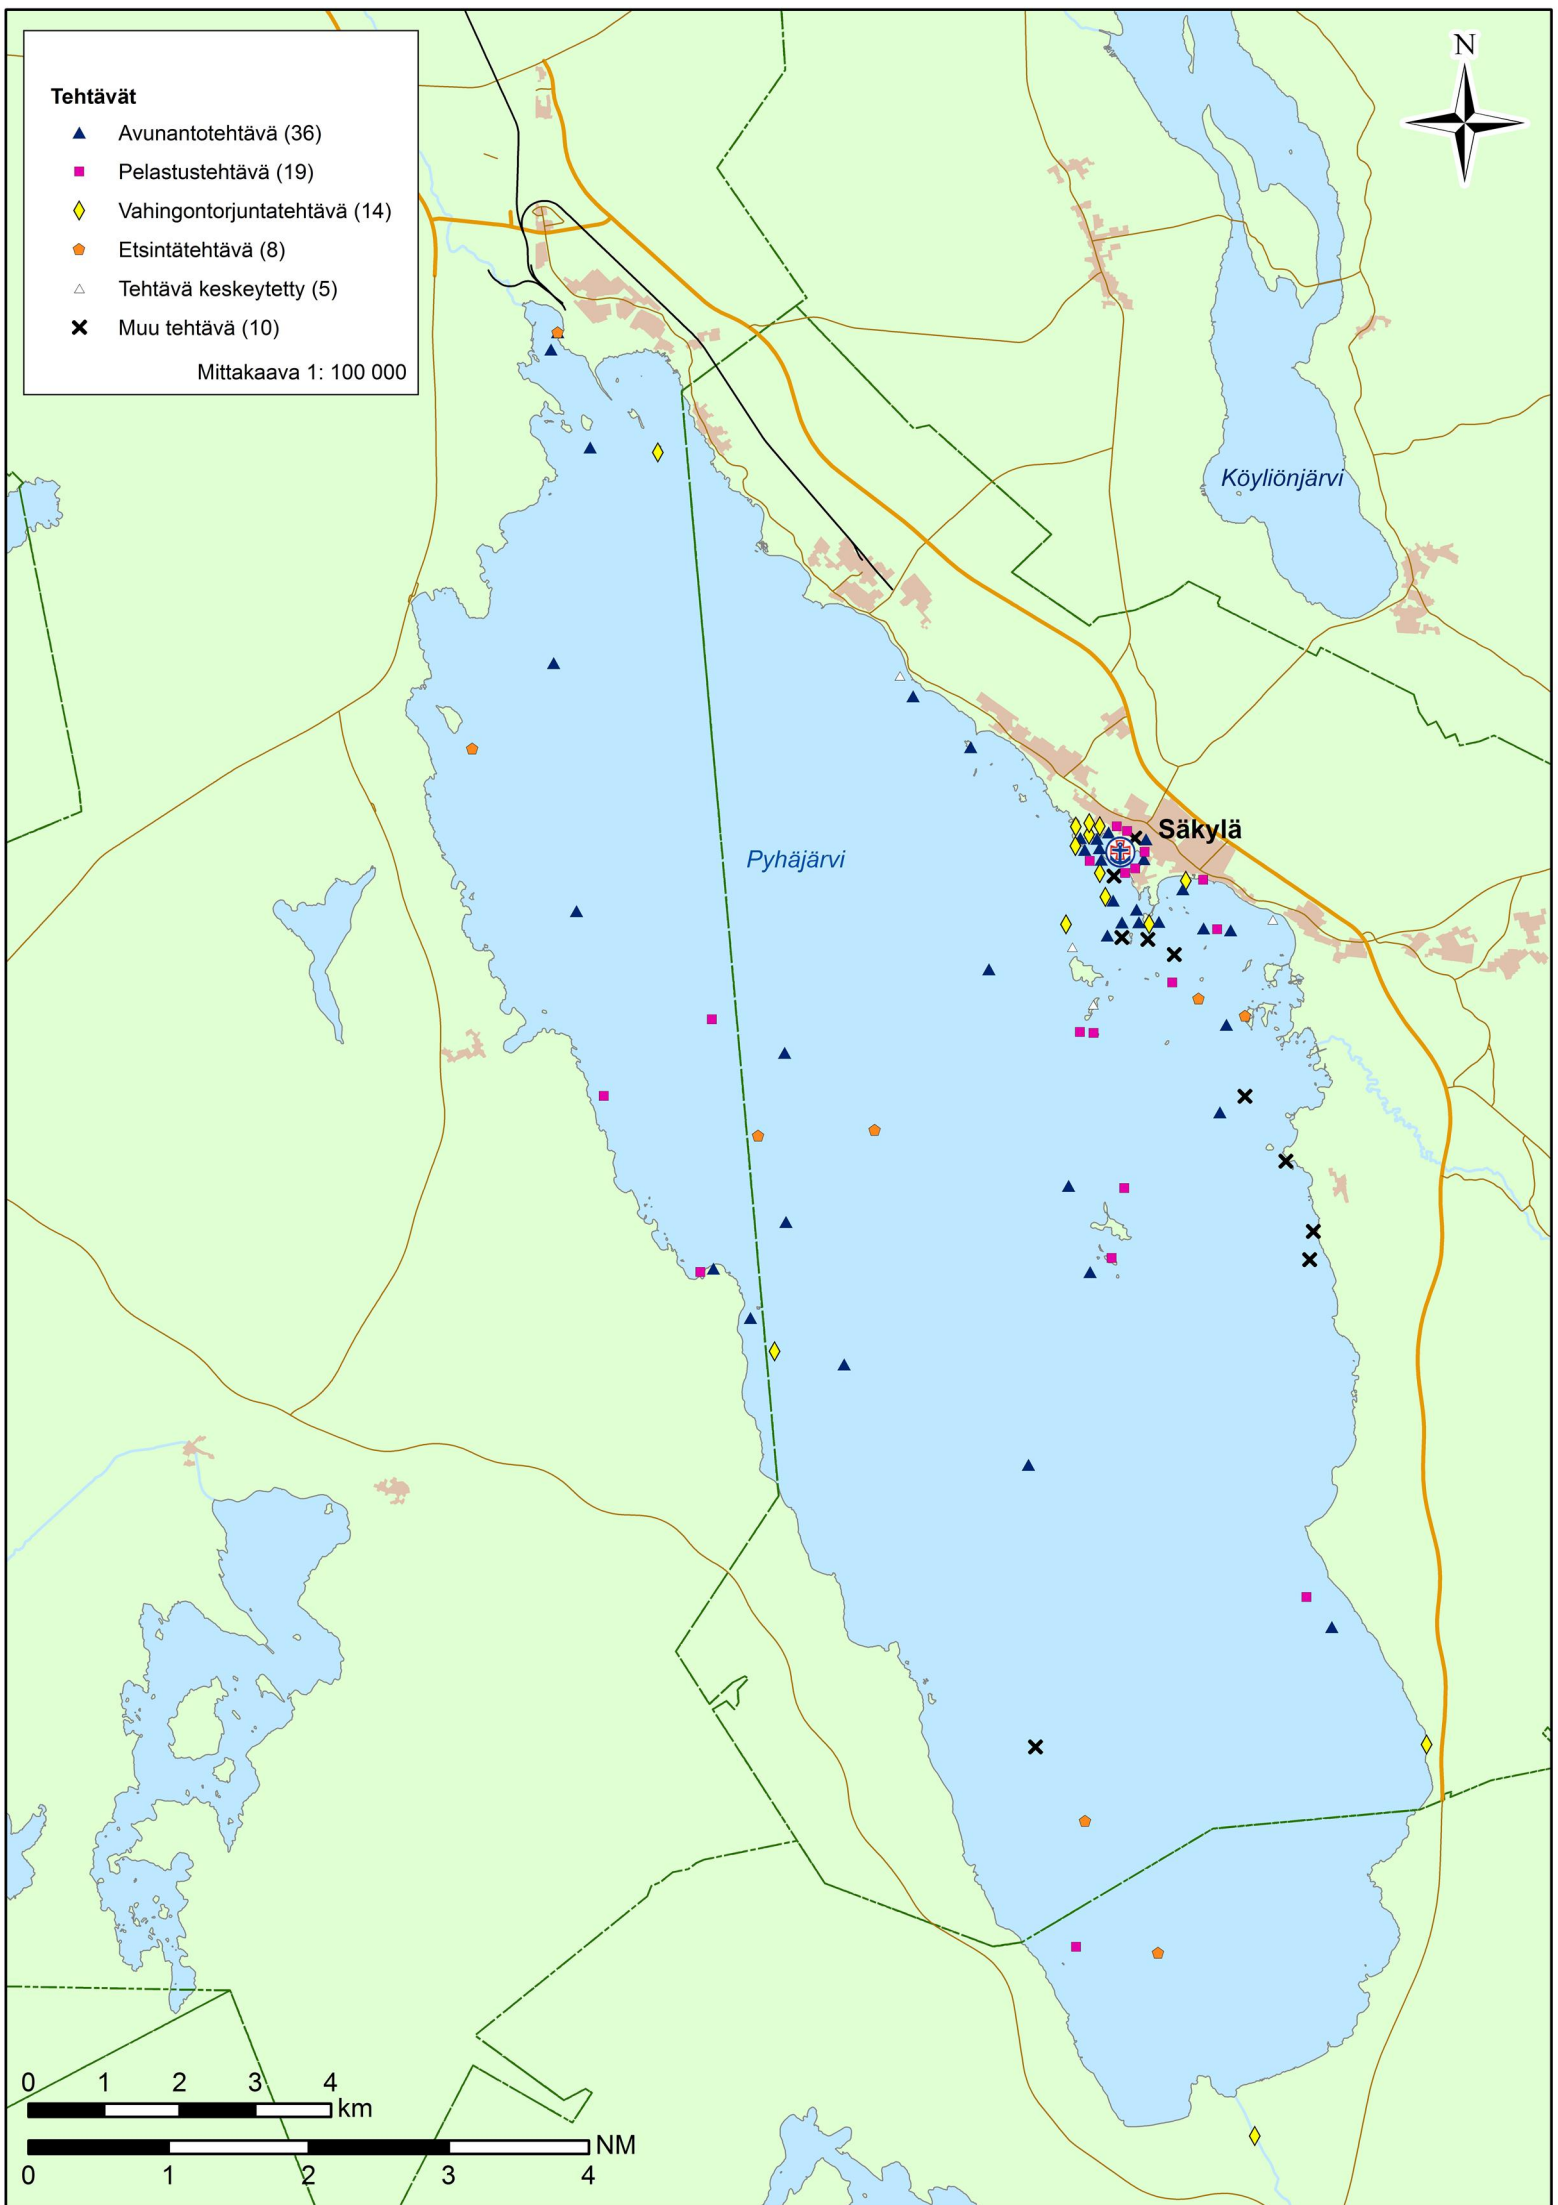 N
Tehtävät
Avunantotehtävä (36)
Pelastustehtävä (19)
Vahingontorjuntatehtävä (14)
Etsintätehtävä (8)
Tehtävä keskeytetty (5)
Muu tehtävä (10)
Mittakaava 1: 100 000
Köyliönjärvi
Säkylä
Pyhäjärvi
0 1 2 3 4
km
NM
0 1 2 3 4